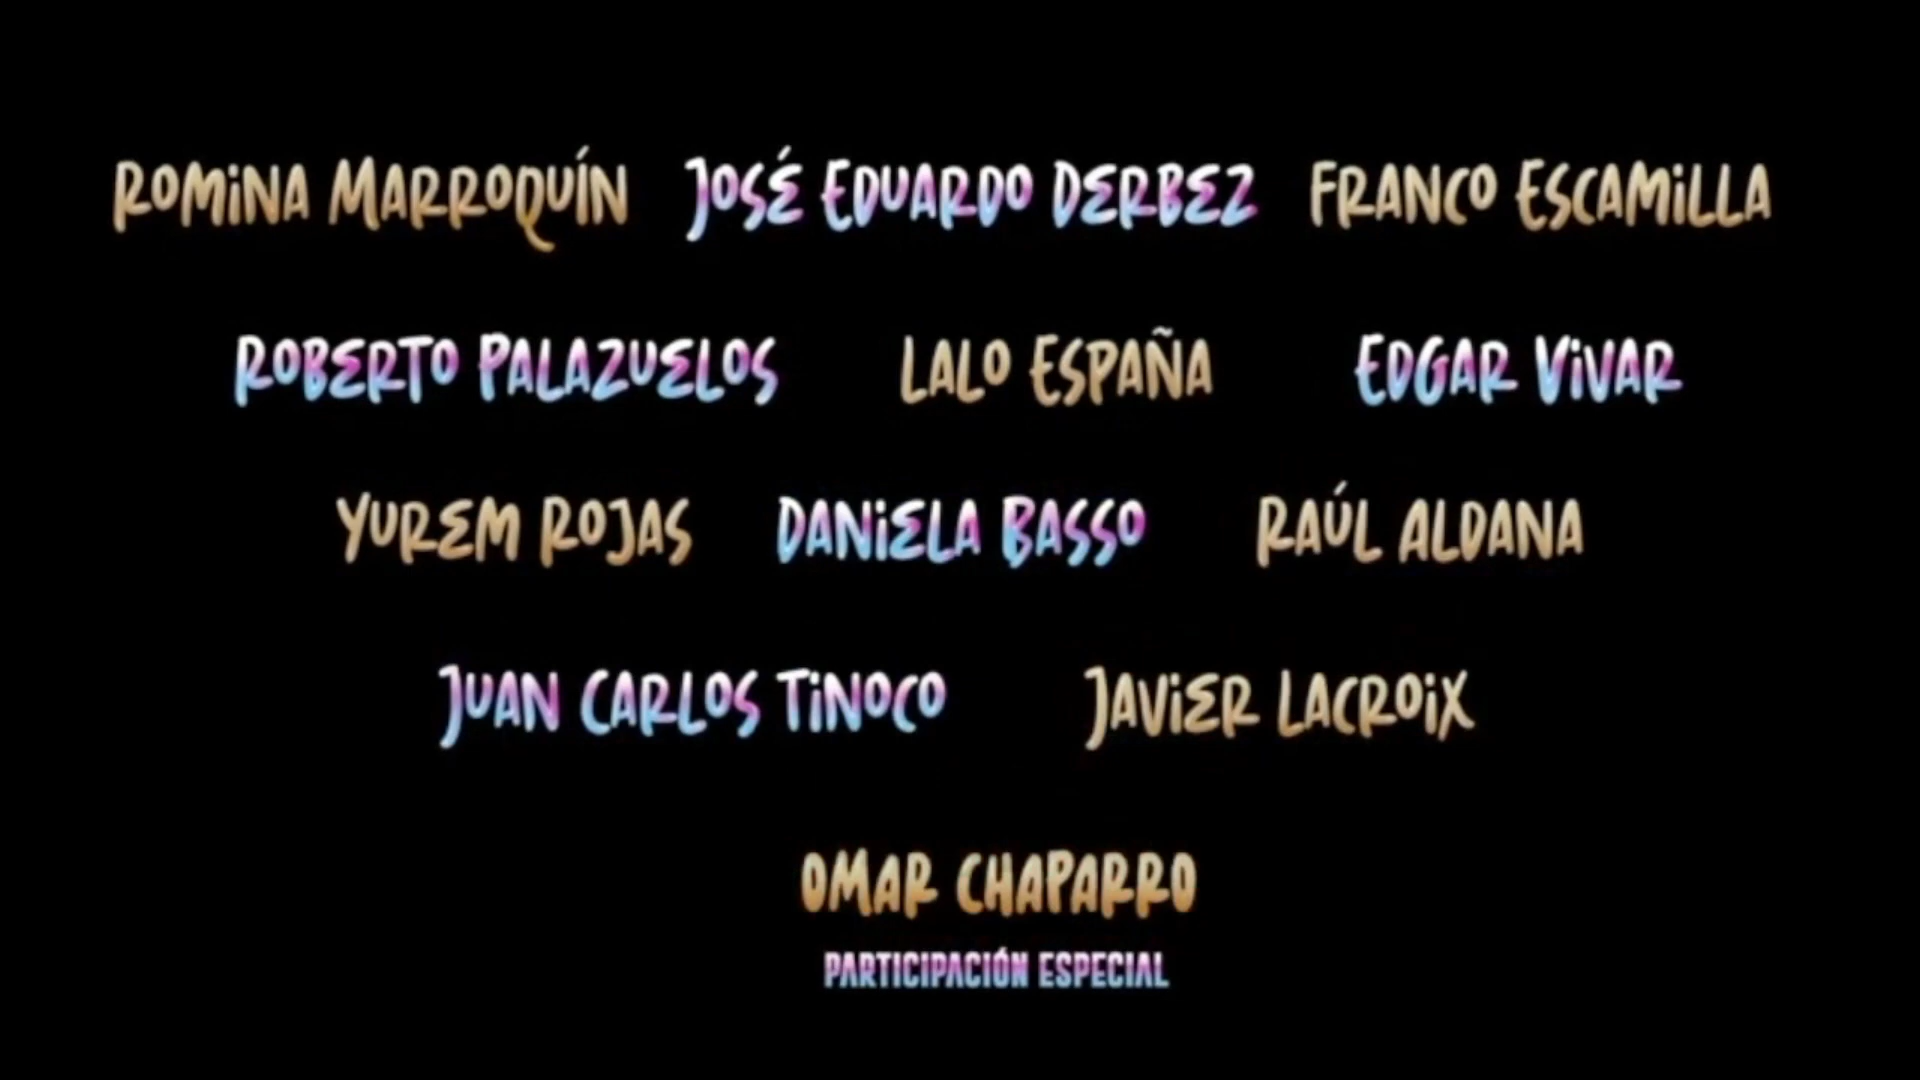 ROMINA MARROQUÍN JOSÉ EDUARDO DERBEZ FRANCO ESCAMILLA
ROBERTO PALAZUELOS LALO ESPAÑA EDGAR VIVAR
YUREM ROJAS DANIELA BASSO RAÚL ALDANA
JUAN CARLOS TINOCO JAVIER LACROIX
OMAR CHAPARRO
PARTICIPACIÓN ESPECIAL